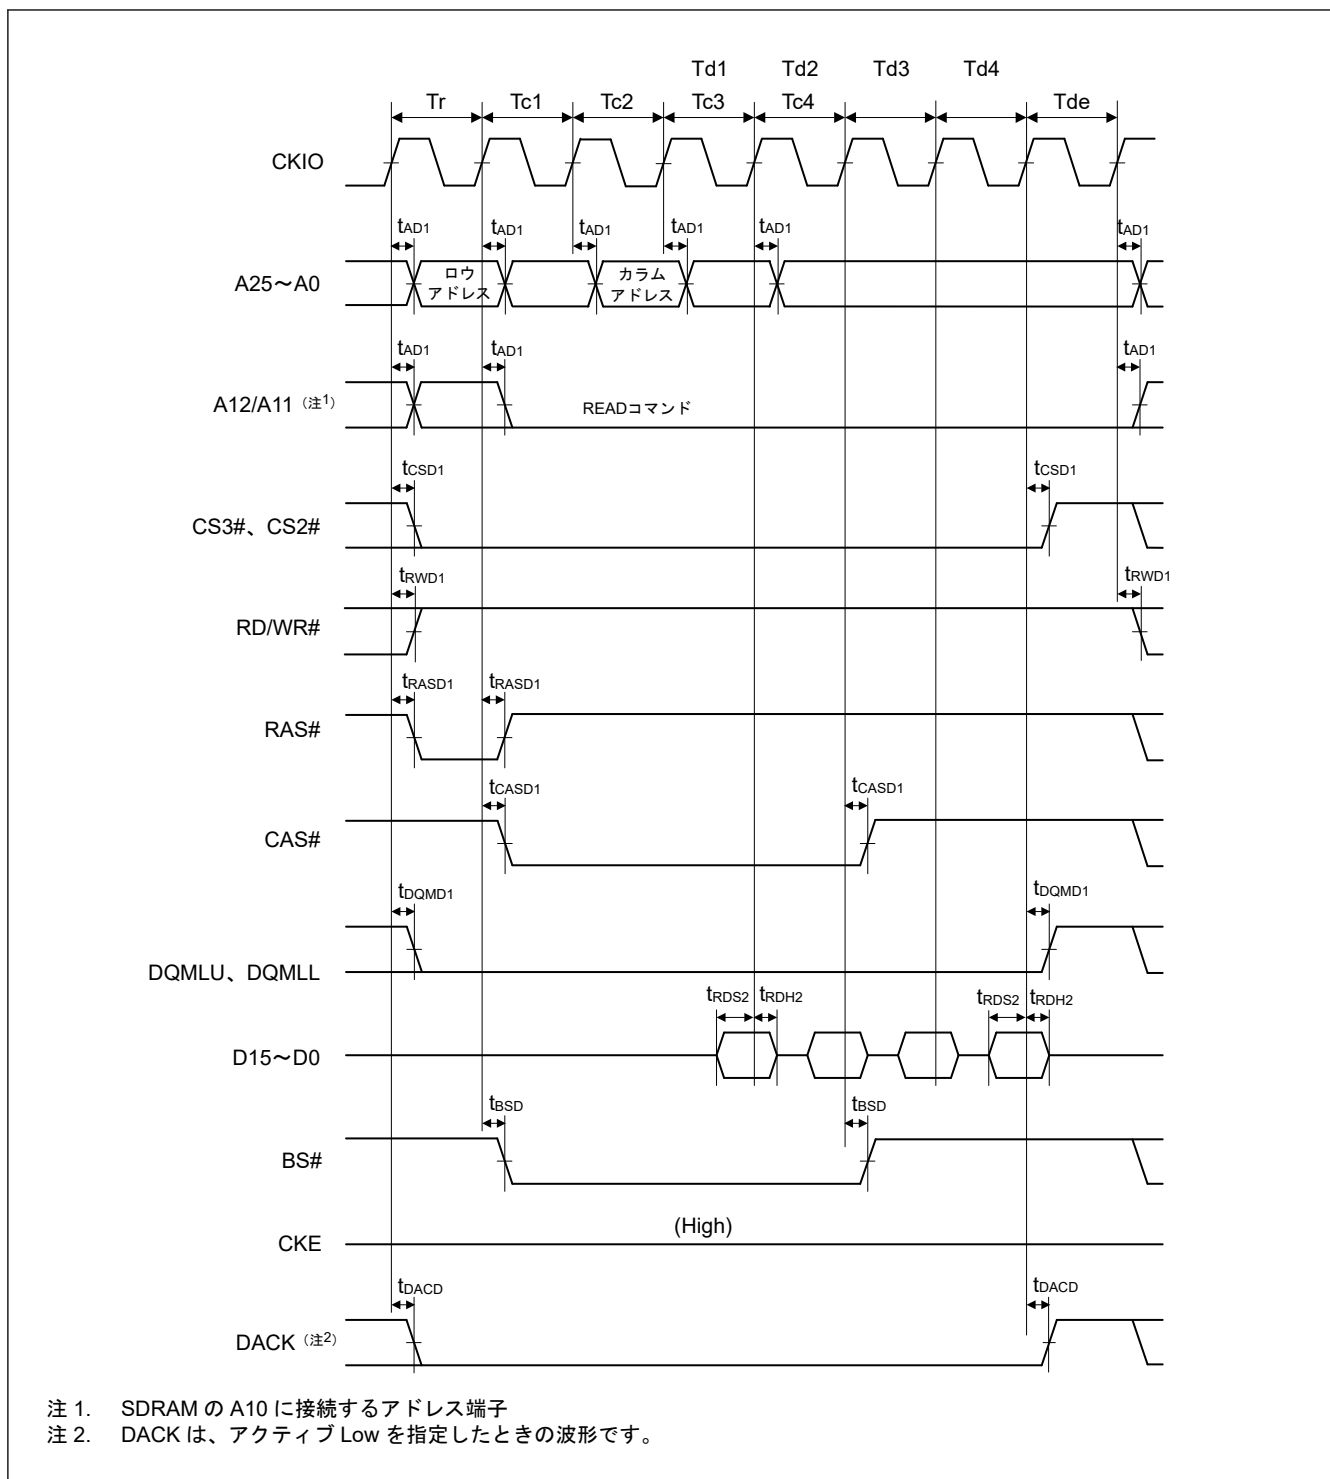 Td1 Td2 Td3 Td4
Tr Tc1 Tc2 Tc3 Tc4 Tde
CKIO
tAD1 tAD1 tAD1 tAD1 tAD1 tAD1
A25～A0
ロウ
アドレス
カラム
アドレス
tAD1 tAD1 tAD1
A12/A11（注1） READコマンド
tCSD1 tCSD1
CS3#、CS2#
tRWD1 tRWD1
RD/WR#
tRASD1 tRASD1
RAS#
tCASD1 tCASD1
CAS#
tDQMD1 tDQMD1
DQMLU、DQMLL
tRDS2 tRDH2 tRDS2 tRDH2
D15～D0
tBSD tBSD
BS#
(High)
CKE
tDACD tDACD
DACK（注2）
注 1. SDRAM の A10 に接続するアドレス端子
注 2. DACK は、アクティブ Low を指定したときの波形です。